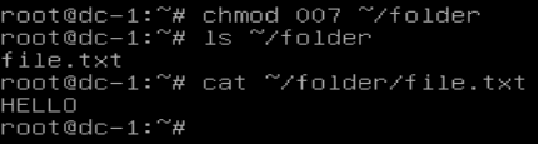 root@dc-1:~# chmod 007 ~/folder
root@dc-1:~# ls ~/folder
file.txt
root@dc-1:~# cat ~/folder/file.txt
HELLO
root@dc-1:~#